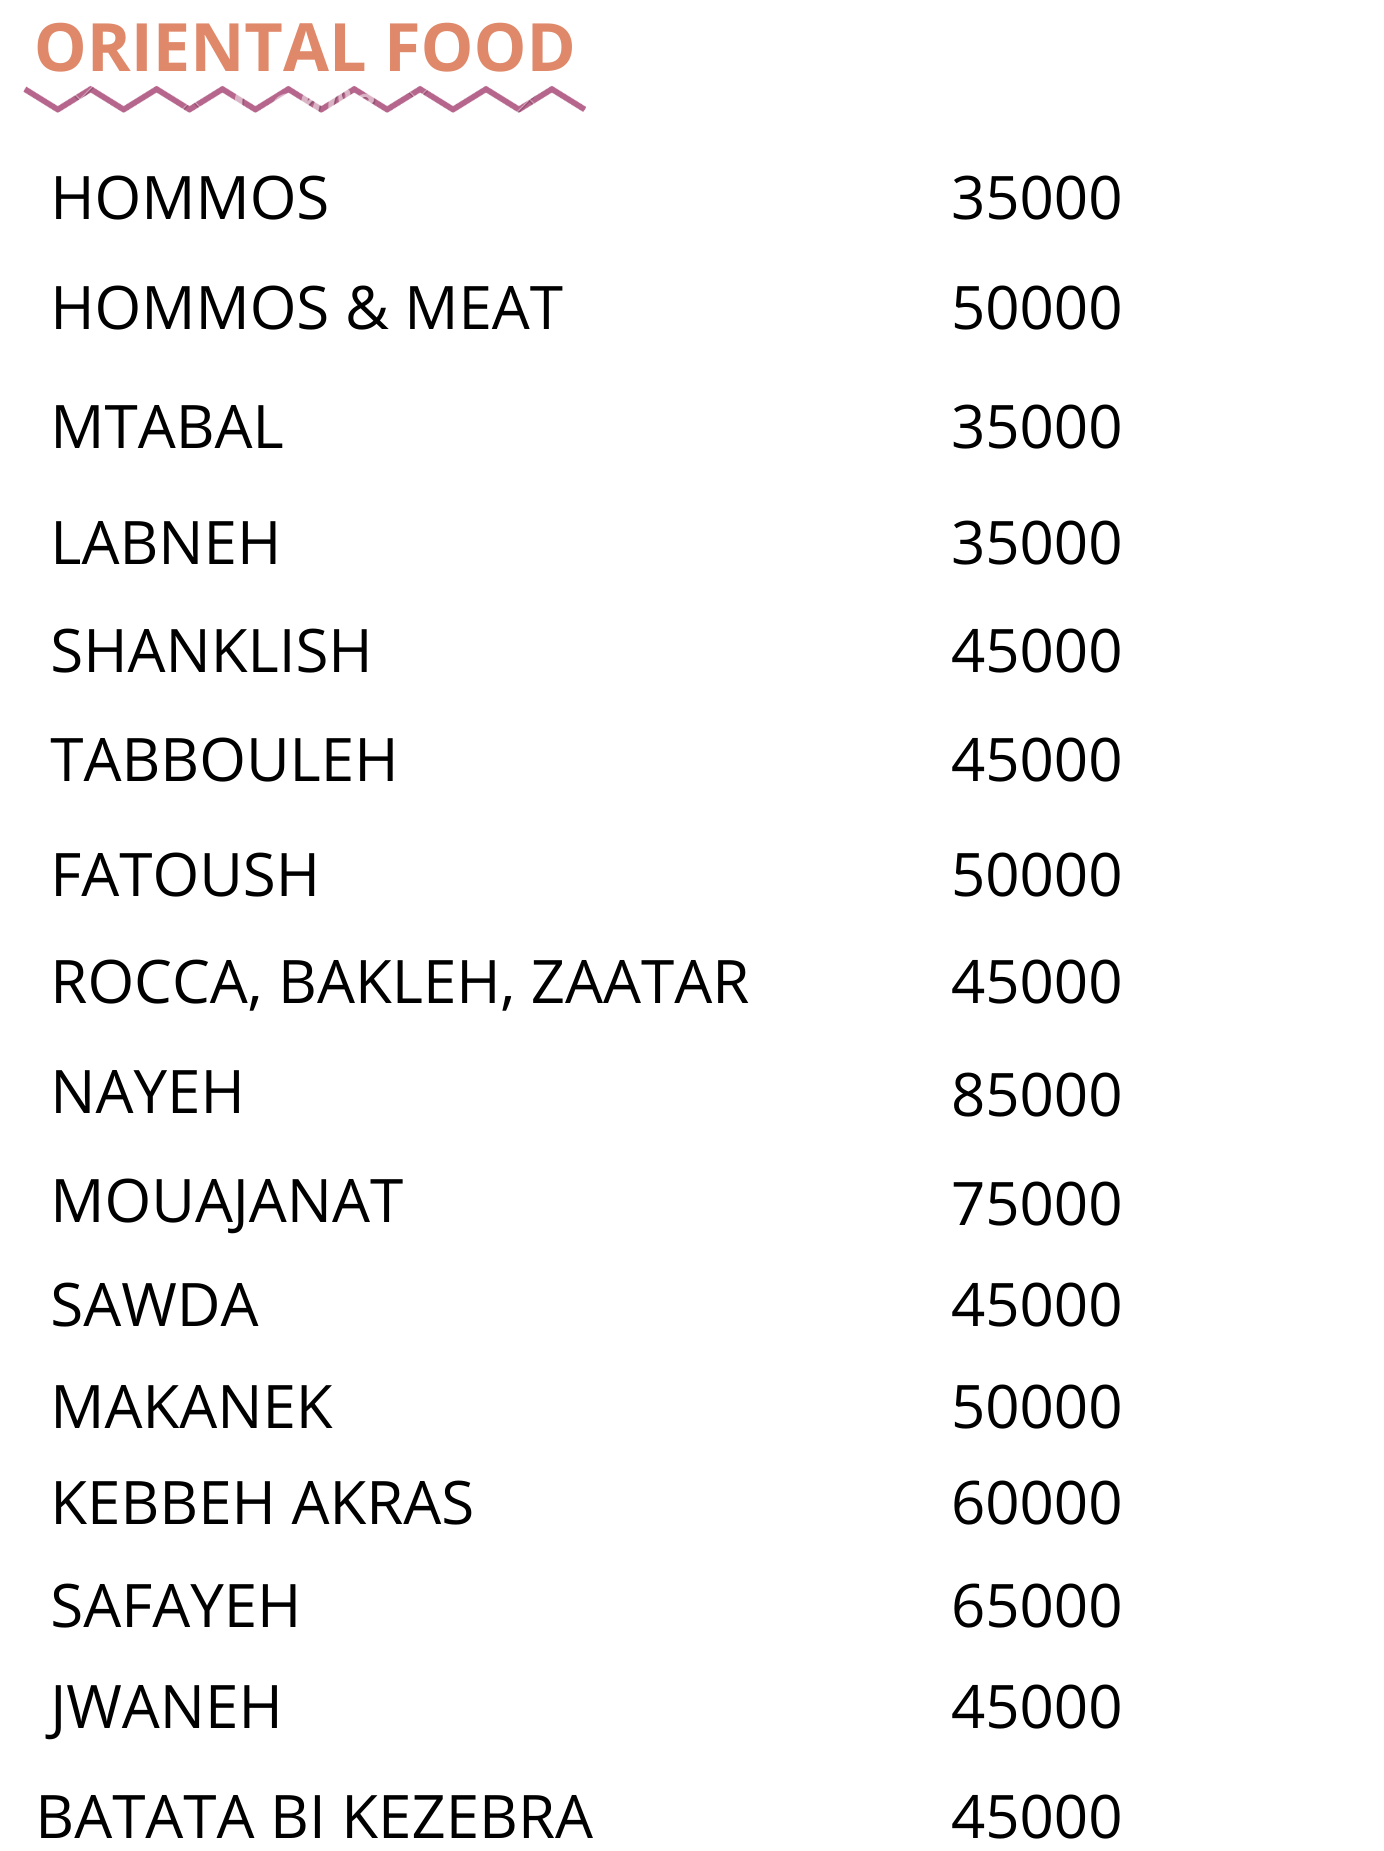 ORIENTAL FOOD
HOMMOS 35000
HOMMOS & MEAT 50000
MTABAL 35000
LABNEH 35000
SHANKLISH 45000
TABBOULEH 45000
FATOUSH 50000
ROCCA, BAKLEH, ZAATAR 45000
NAYEH 85000
MOUAJANAT 75000
SAWDA 45000
MAKANEK 50000
KEBBEH AKRAS 60000
SAFAYEH 65000
JWANEH 45000
BATATA BI KEZEBRA 45000